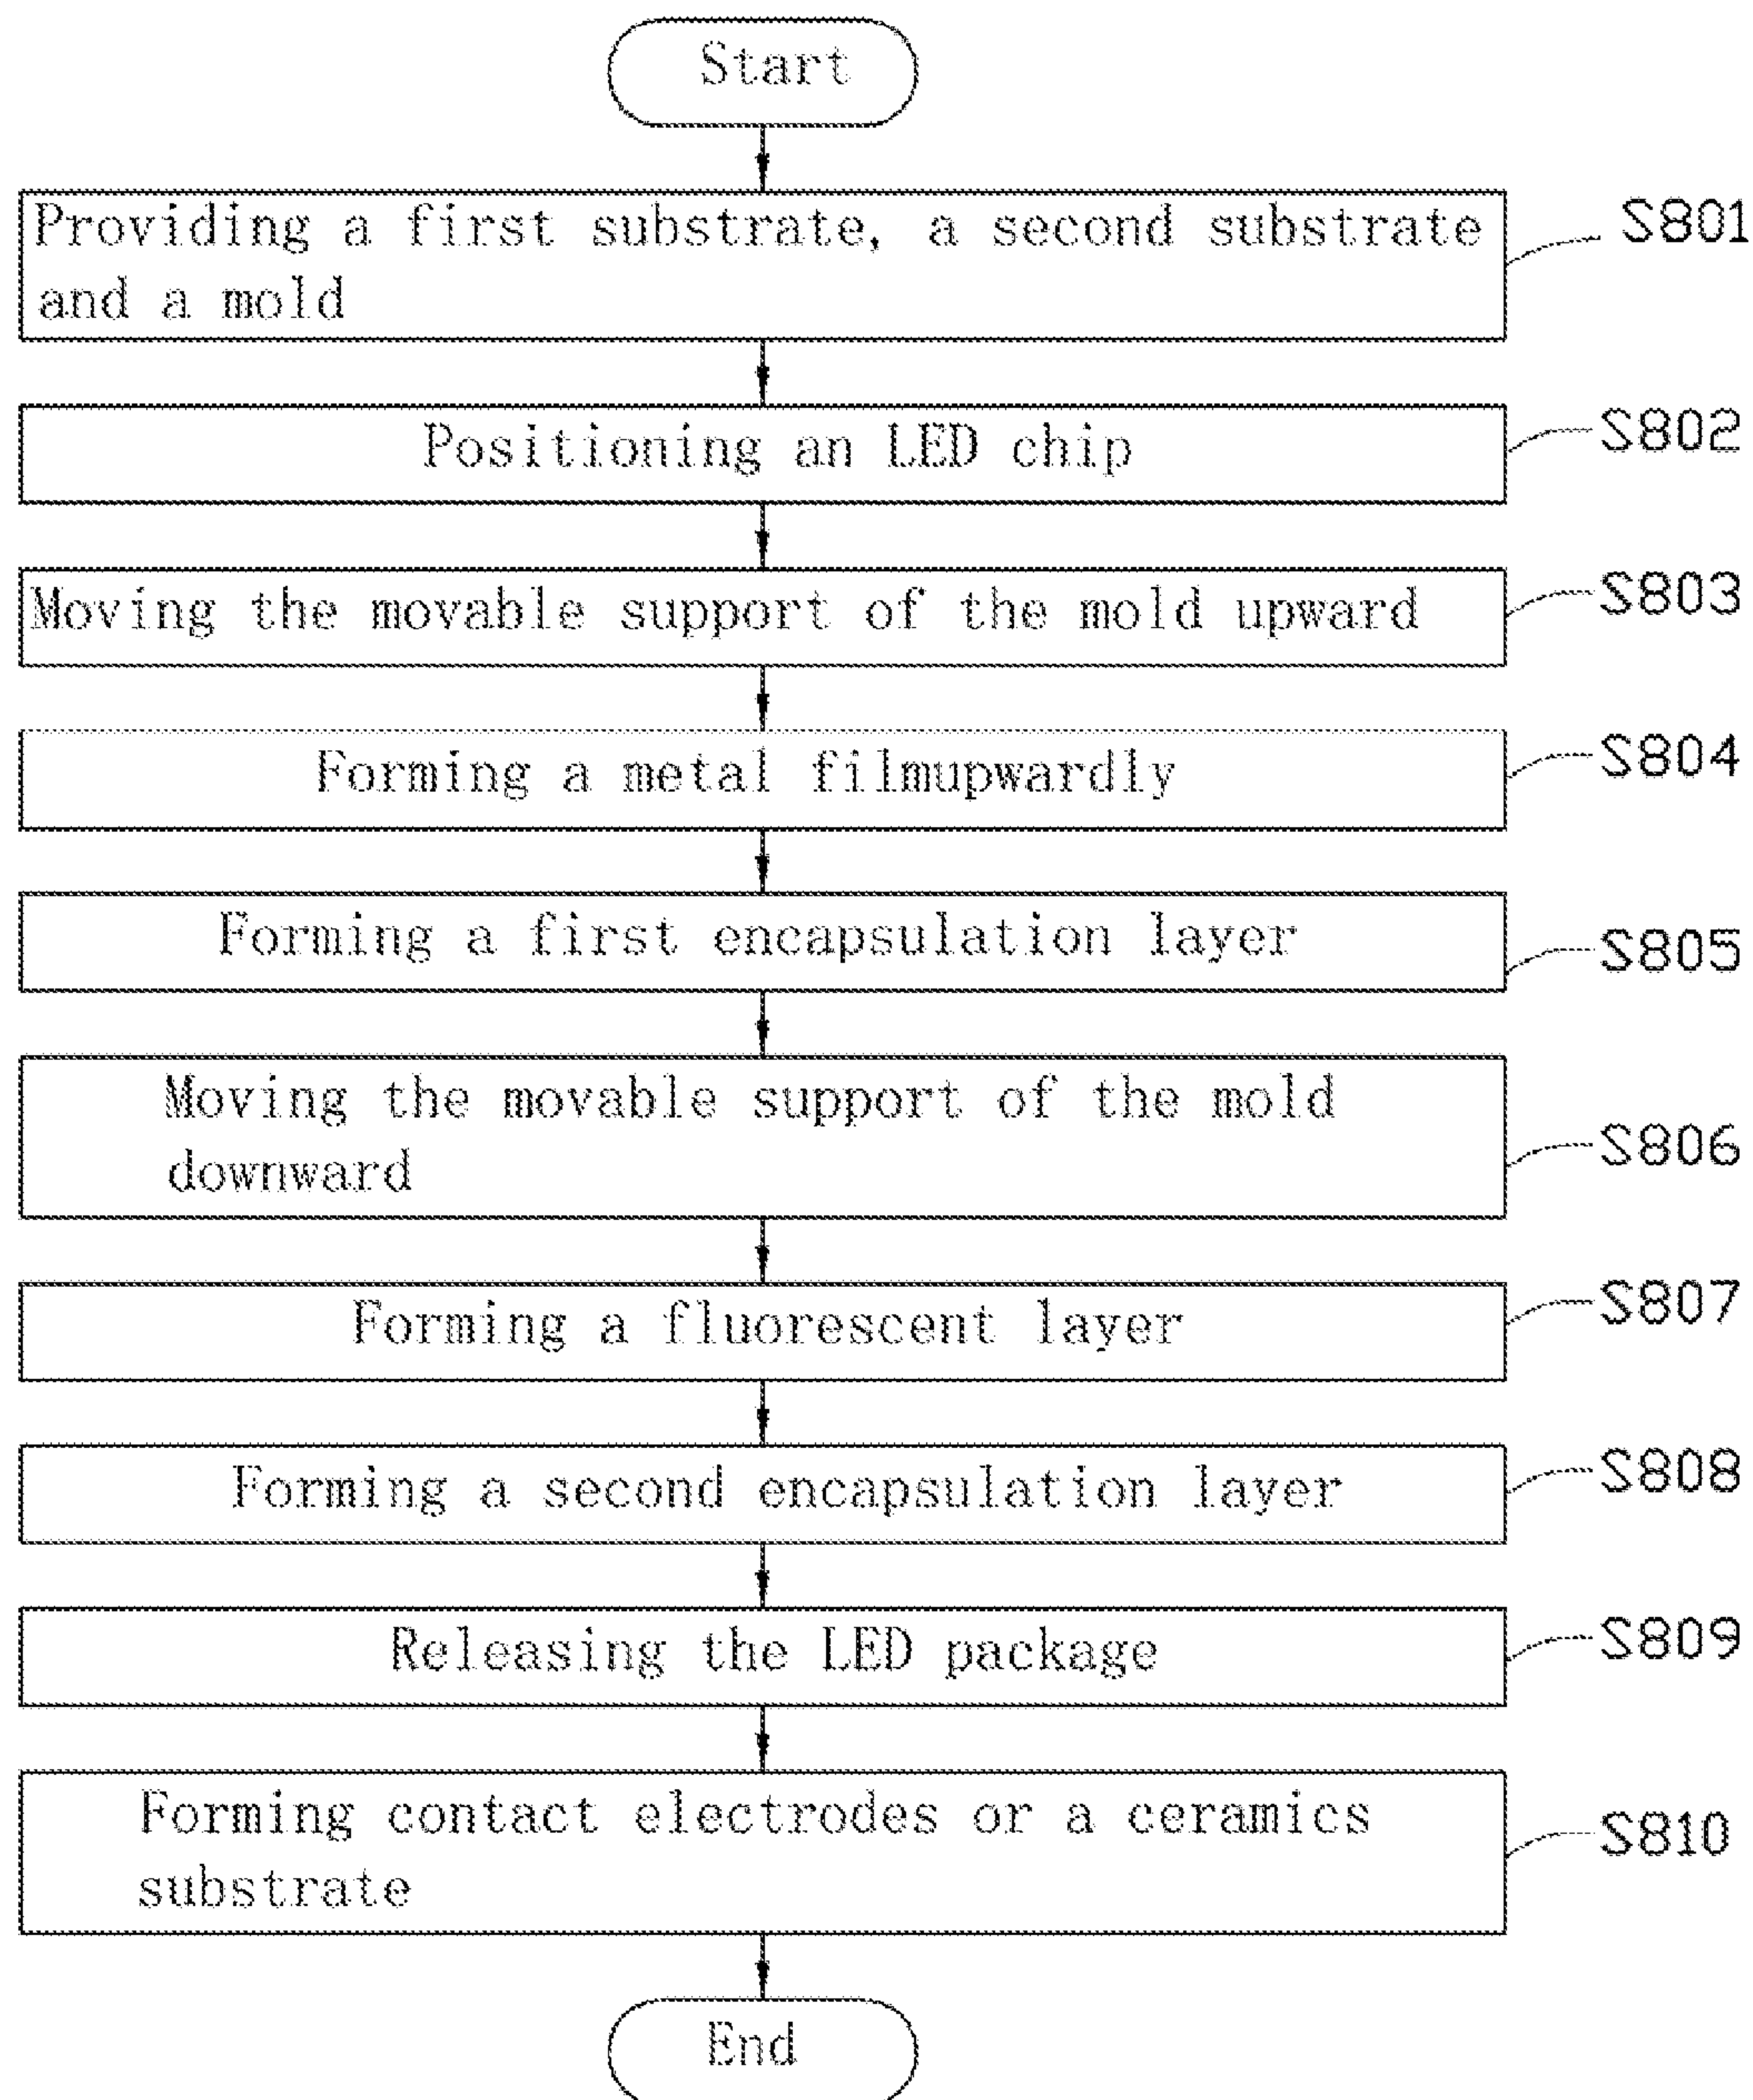 Start
Providing a first substrate, a second substrate
and a mold
S801
Positioning an LED chip
S802
Moving the movable support of the mold upward
S803
Forming a metal filmupwardly
S804
Forming a first encapsulation layer
S805
Moving the movable support of the mold
downward
S806
Forming a fluorescent layer
S807
Forming a second encapsulation layer
S808
Releasing the LED package
S809
Forming contact electrodes or a ceramics
substrate
S810
End